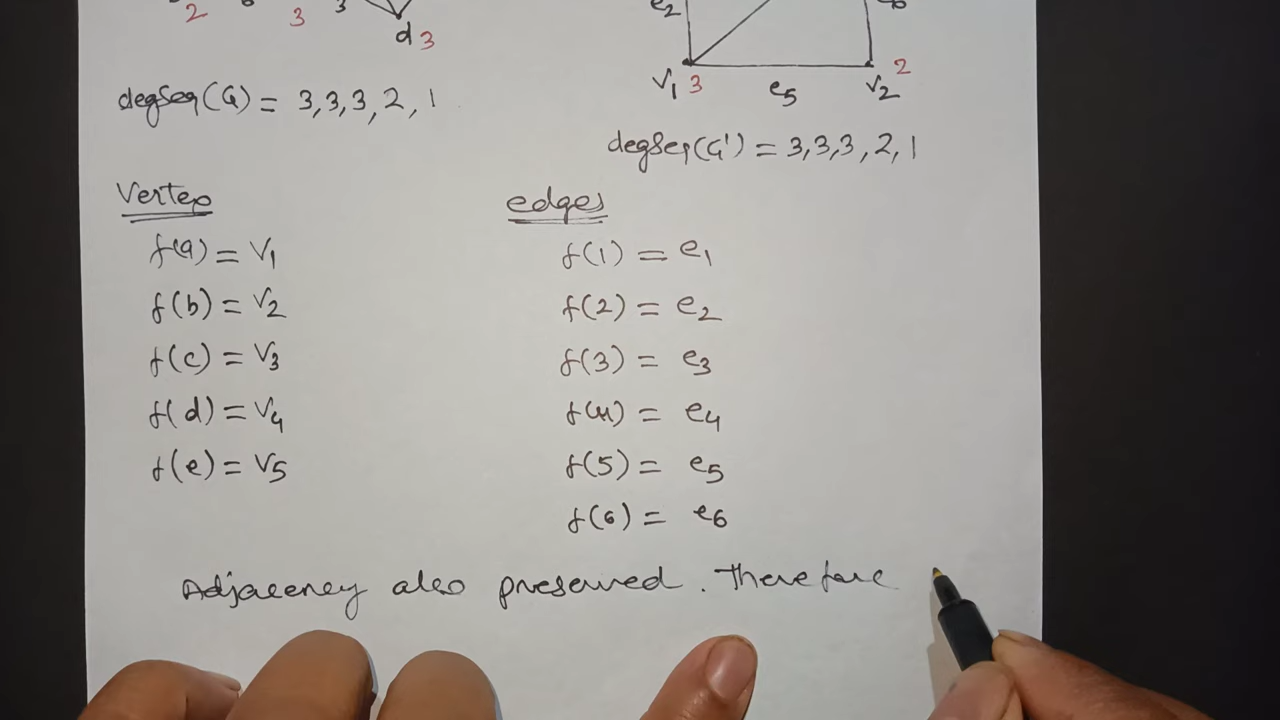 2 3 3 d 3
e2
V1 3 e5 V2 2
degSeq(G) = 3,3,3,2,1
degSeq(G') = 3,3,3,2,1
Vertex edges
f(a) = V1 f(1) = e1
f(b) = V2 f(2) = e2
f(c) = V3 f(3) = e3
f(d) = V4 f(4) = e4
f(e) = V5 f(5) = e5
f(6) = e6
Adjacency also preserved. Therefore